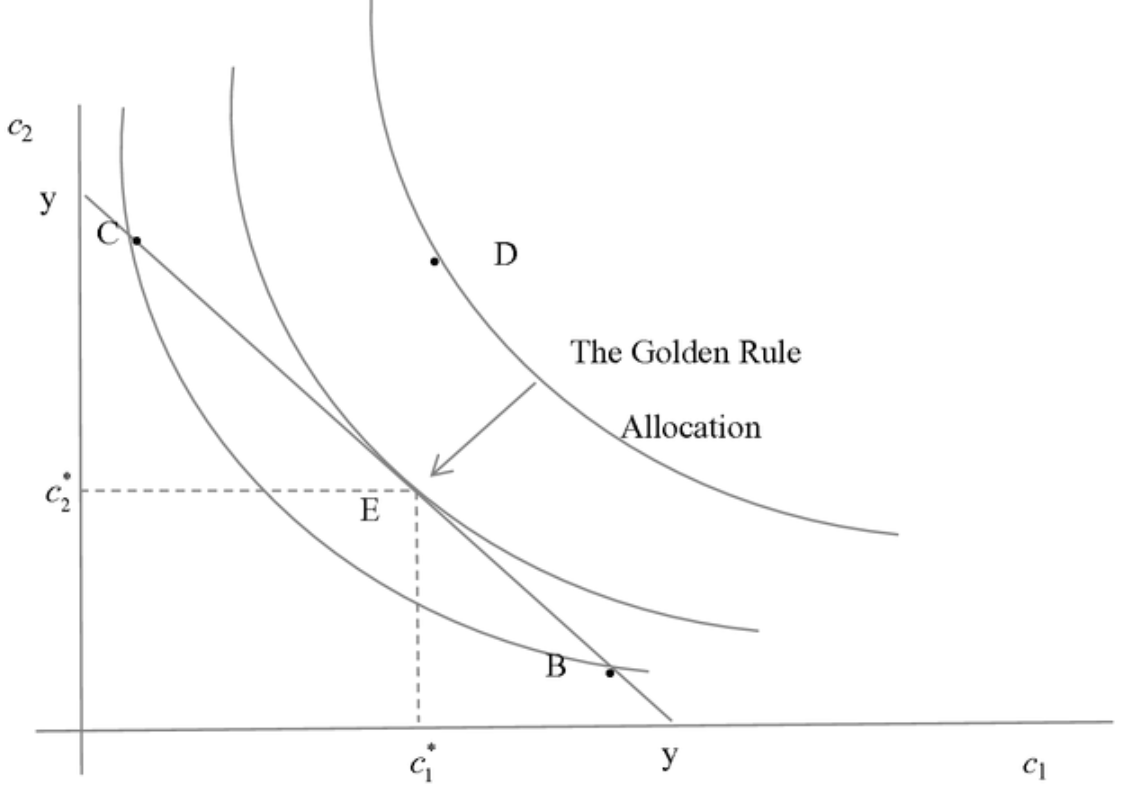 c₂
y
C
D
The Golden Rule
Allocation
c₂*
E
B
c₁*
y
c₁